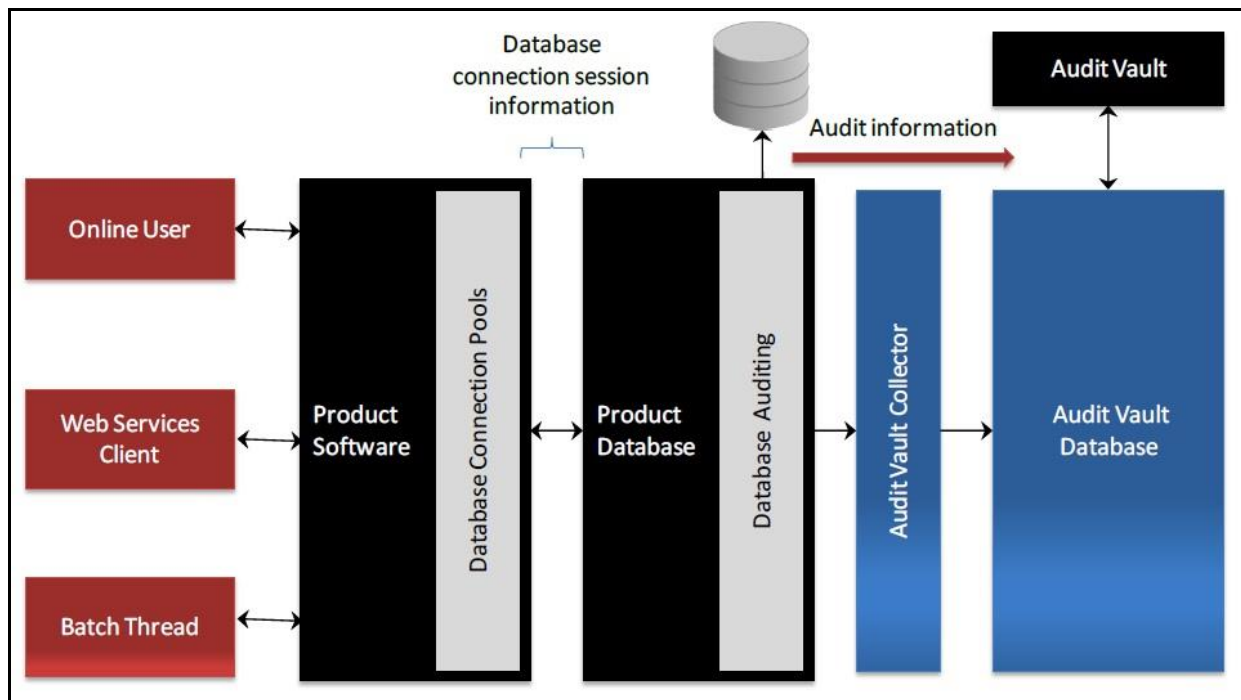 Database
connection session
information
Audit information
Audit Vault
Online User
Web Services
Client
Batch Thread
Product
Software
Database Connection Pools
Product
Database
Database Auditing
Audit Vault Collector
Audit Vault
Database